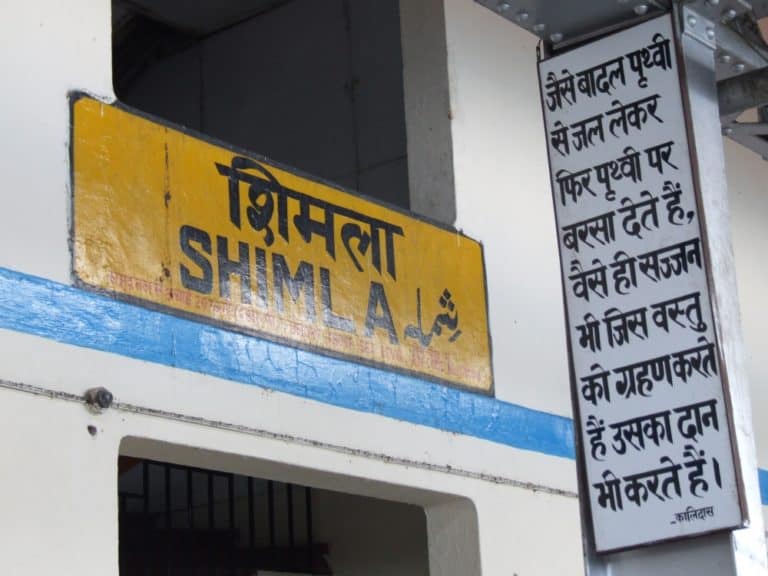 शिमला
SHIMLA شملہ
जैसे बादल पृथ्वी
से जल लेकर
फिर पृथ्वी पर
बरसा देते हैं,
वैसे ही सज्जन
भी जिस वस्तु
को ग्रहण करते
हैं उसका दान
भी करते हैं।
-कालिदास